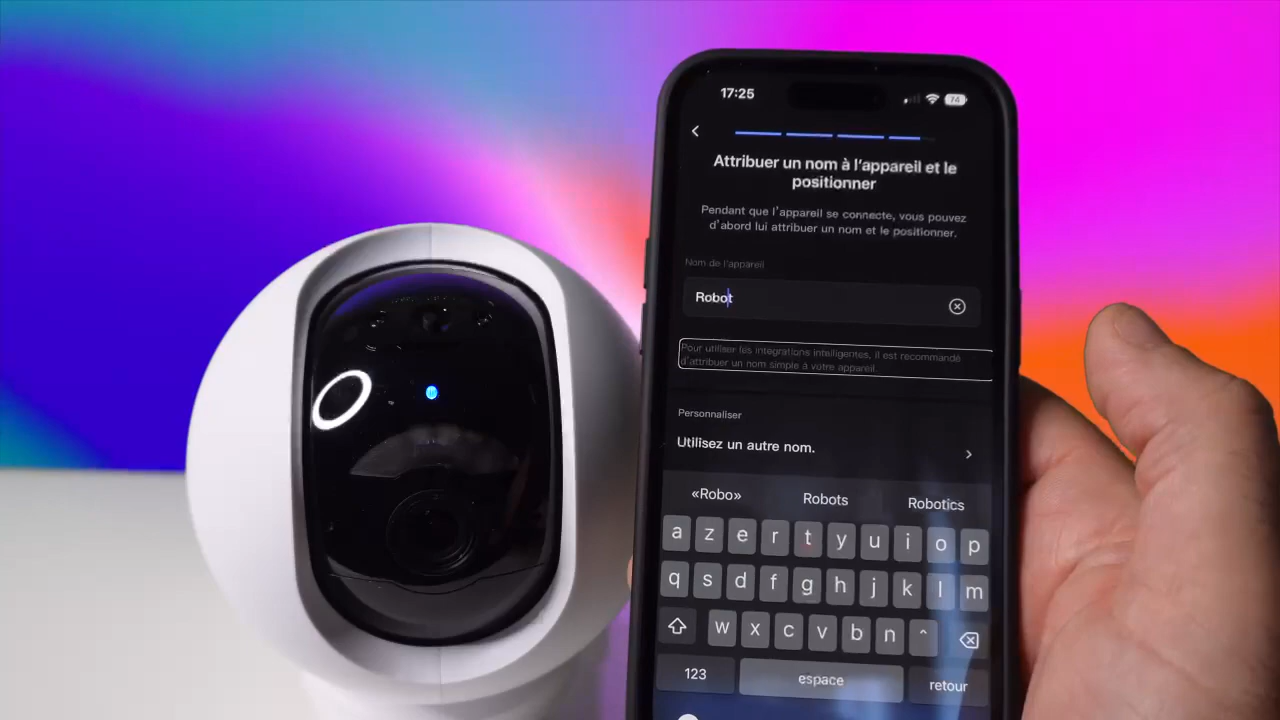 17:25
74
Attribuer un nom à l'appareil et le
positionner
Pendant que l'appareil se connecte, vous pouvez
d'abord lui attribuer un nom et le positionner.
Nom de l'appareil
Robot
Pour utiliser les intégrations intelligentes, il est recommandé
d'attribuer un nom simple à votre appareil.
Personnaliser
Utilisez un autre nom.
«Robo» Robots Robotics
a z e r t y u i o p
q s d f g h j k l m
w x c v b n ^
123 espace retour